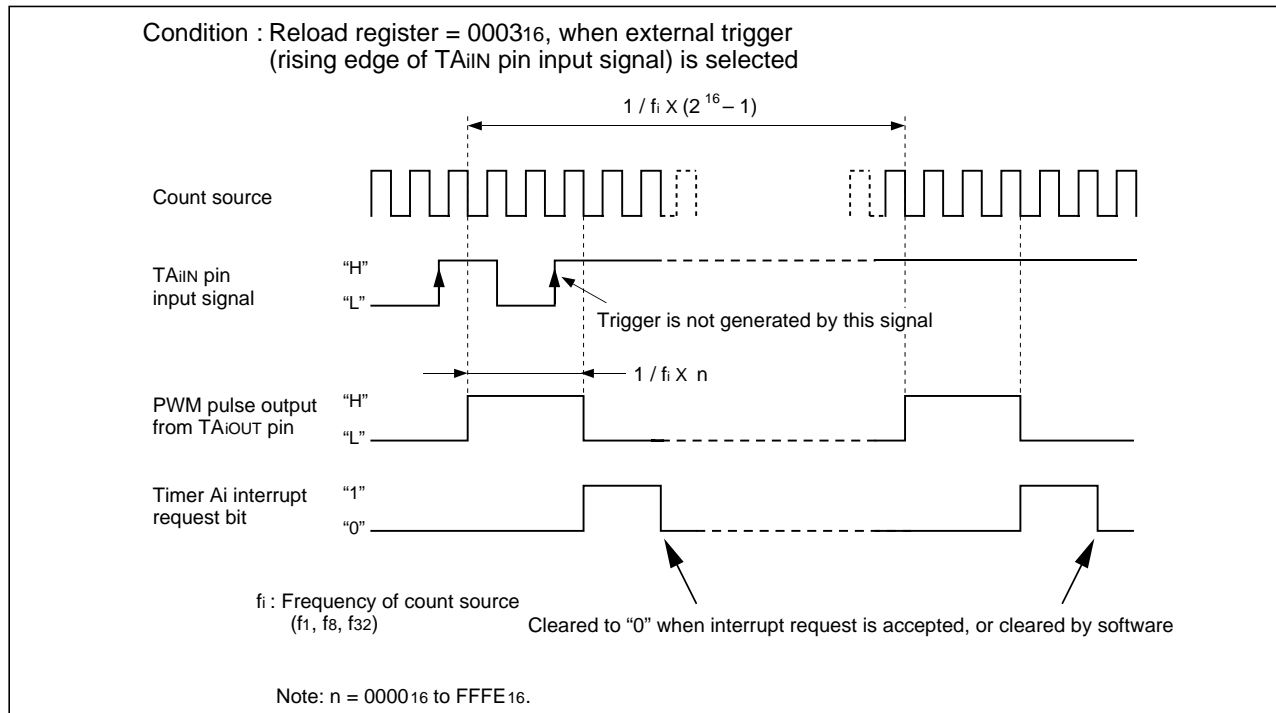 Condition : Reload register = 000316, when external trigger
(rising edge of TAiIN pin input signal) is selected
1 / fi X (2 16 – 1)
Count source
TAiIN pin
input signal
“H”
“L”
Trigger is not generated by this signal
1 / fi X n
PWM pulse output
from TAiOUT pin
“H”
“L”
Timer Ai interrupt
request bit
“1”
“0”
fi : Frequency of count source
(f1, f8, f32)
Cleared to “0” when interrupt request is accepted, or cleared by software
Note: n = 000016 to FFFE16.